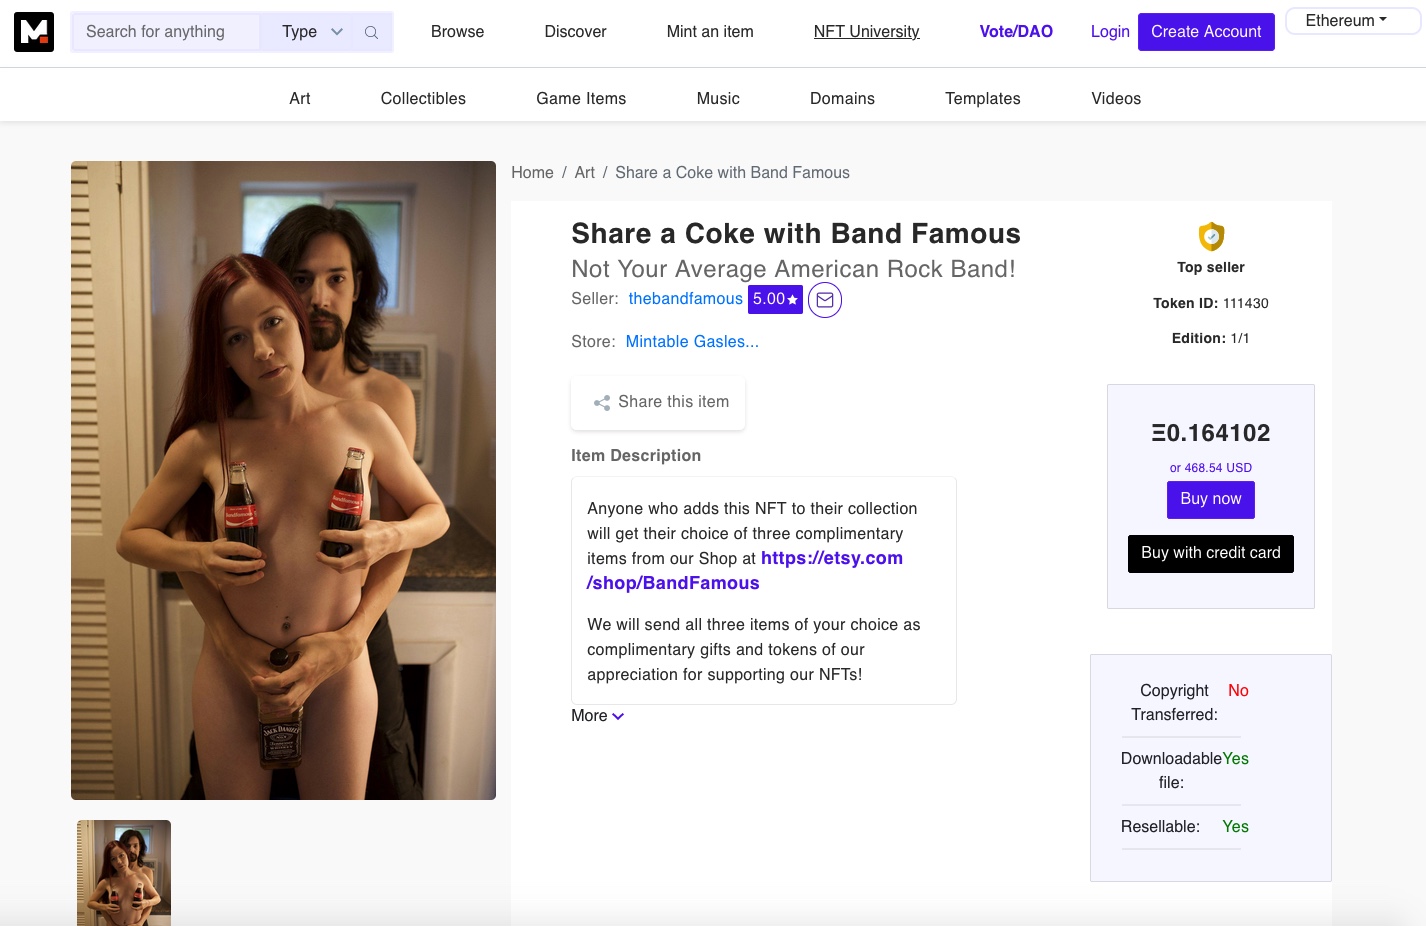 M
Search for anything
Type
Browse
Discover
Mint an item
NFT University
Vote/DAO
Login
Create Account
Ethereum
Art
Collectibles
Game Items
Music
Domains
Templates
Videos
Home / Art / Share a Coke with Band Famous
Share a Coke with Band Famous
Not Your Average American Rock Band!
Seller: thebandfamous 5.00★
Store: Mintable Gasles...
Share this item
Item Description
Anyone who adds this NFT to their collection
will get their choice of three complimentary
items from our Shop at https://etsy.com
/shop/BandFamous
We will send all three items of your choice as
complimentary gifts and tokens of our
appreciation for supporting our NFTs!
More
Top seller
Token ID: 111430
Edition: 1/1
Ξ0.164102
or 468.54 USD
Buy now
Buy with credit card
Copyright No
Transferred:
Downloadable Yes
file:
Resellable: Yes
BandFamous
BandFamous
JACK DANIEL'S